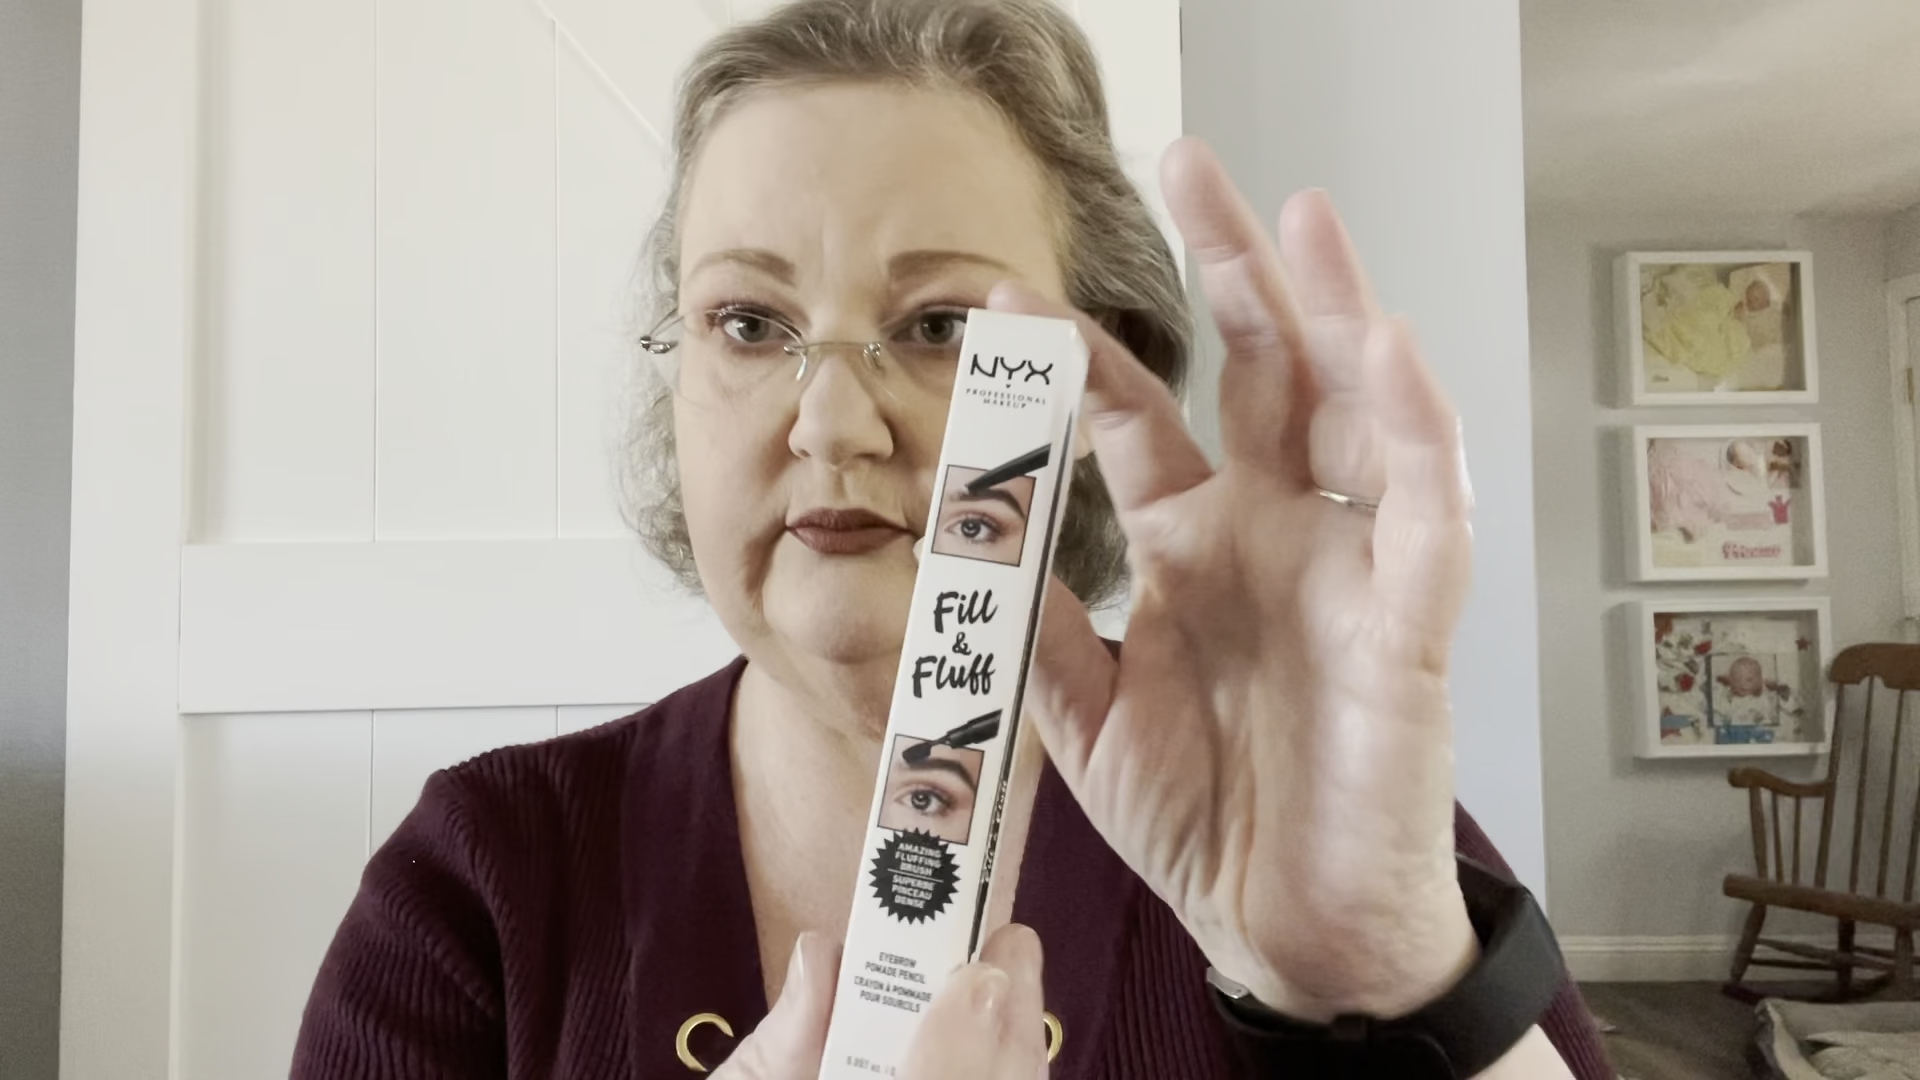 NYX
PROFESSIONAL
MAKEUP
Fill
&
Fluff
AMAZING
FLUFFING
BRUSH
SUPERBE
PINCEAU
DENSE
EYEBROW
POMADE PENCIL
CRAYON À POMMADE
POUR SOURCILS